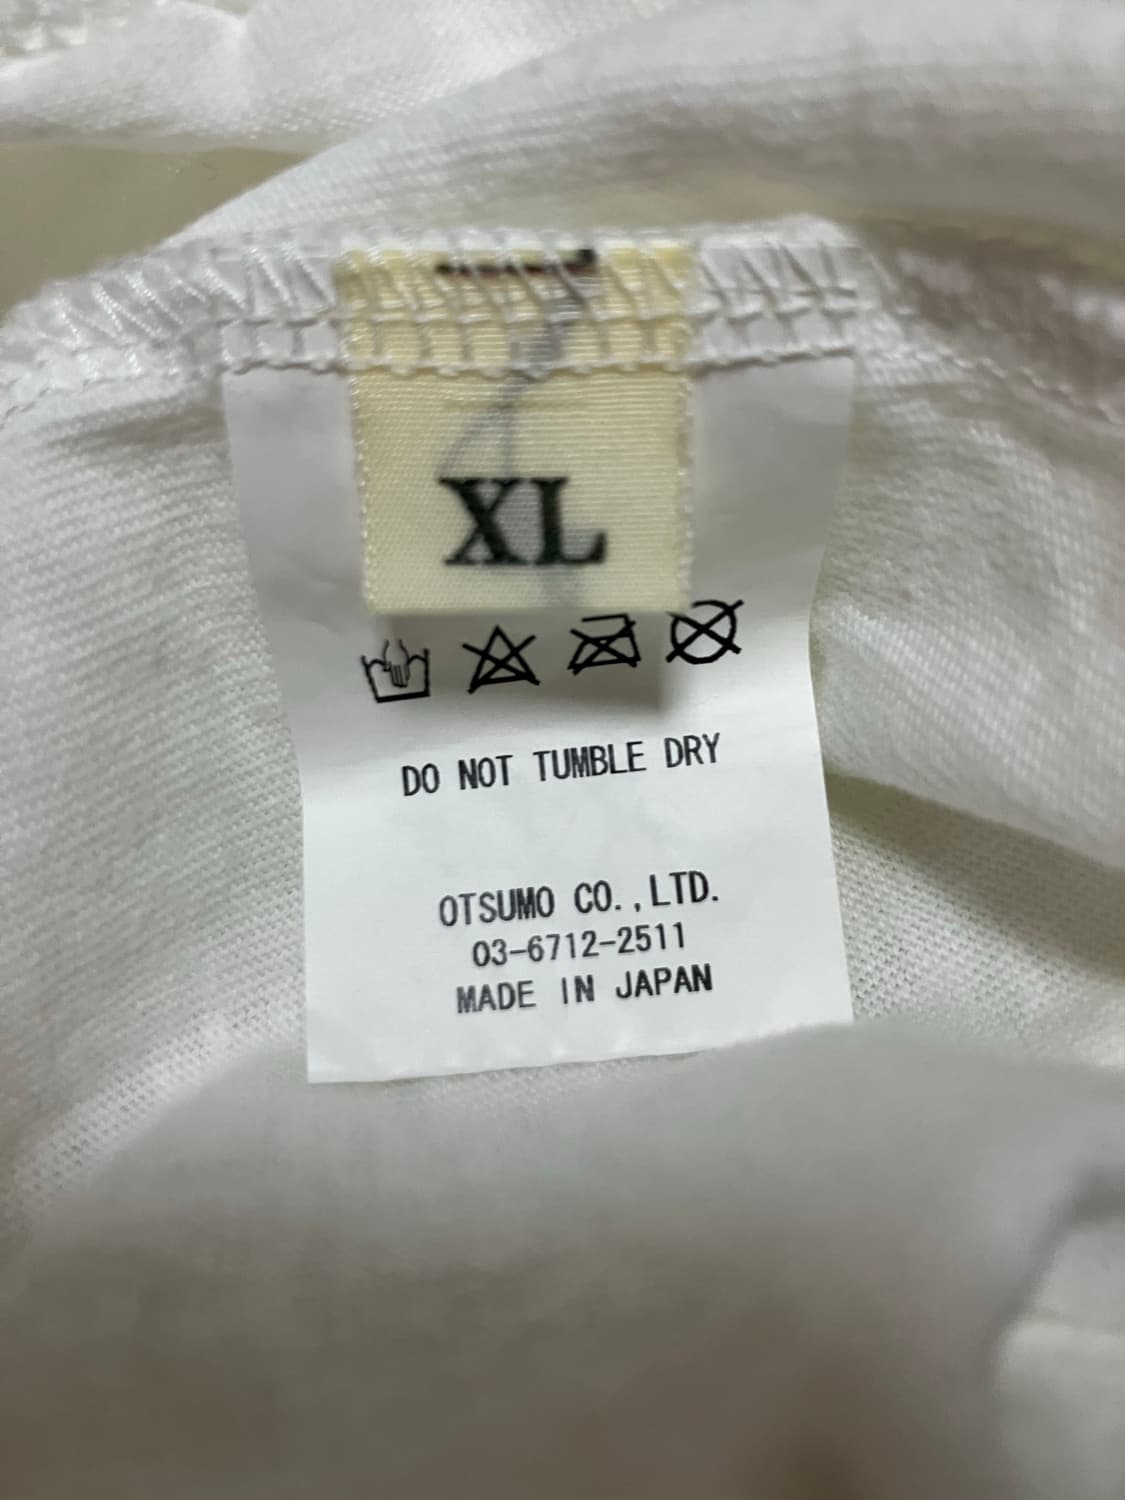 XL
DO NOT TUMBLE DRY
OTSUMO CO.,LTD.
03-6712-2511
MADE IN JAPAN